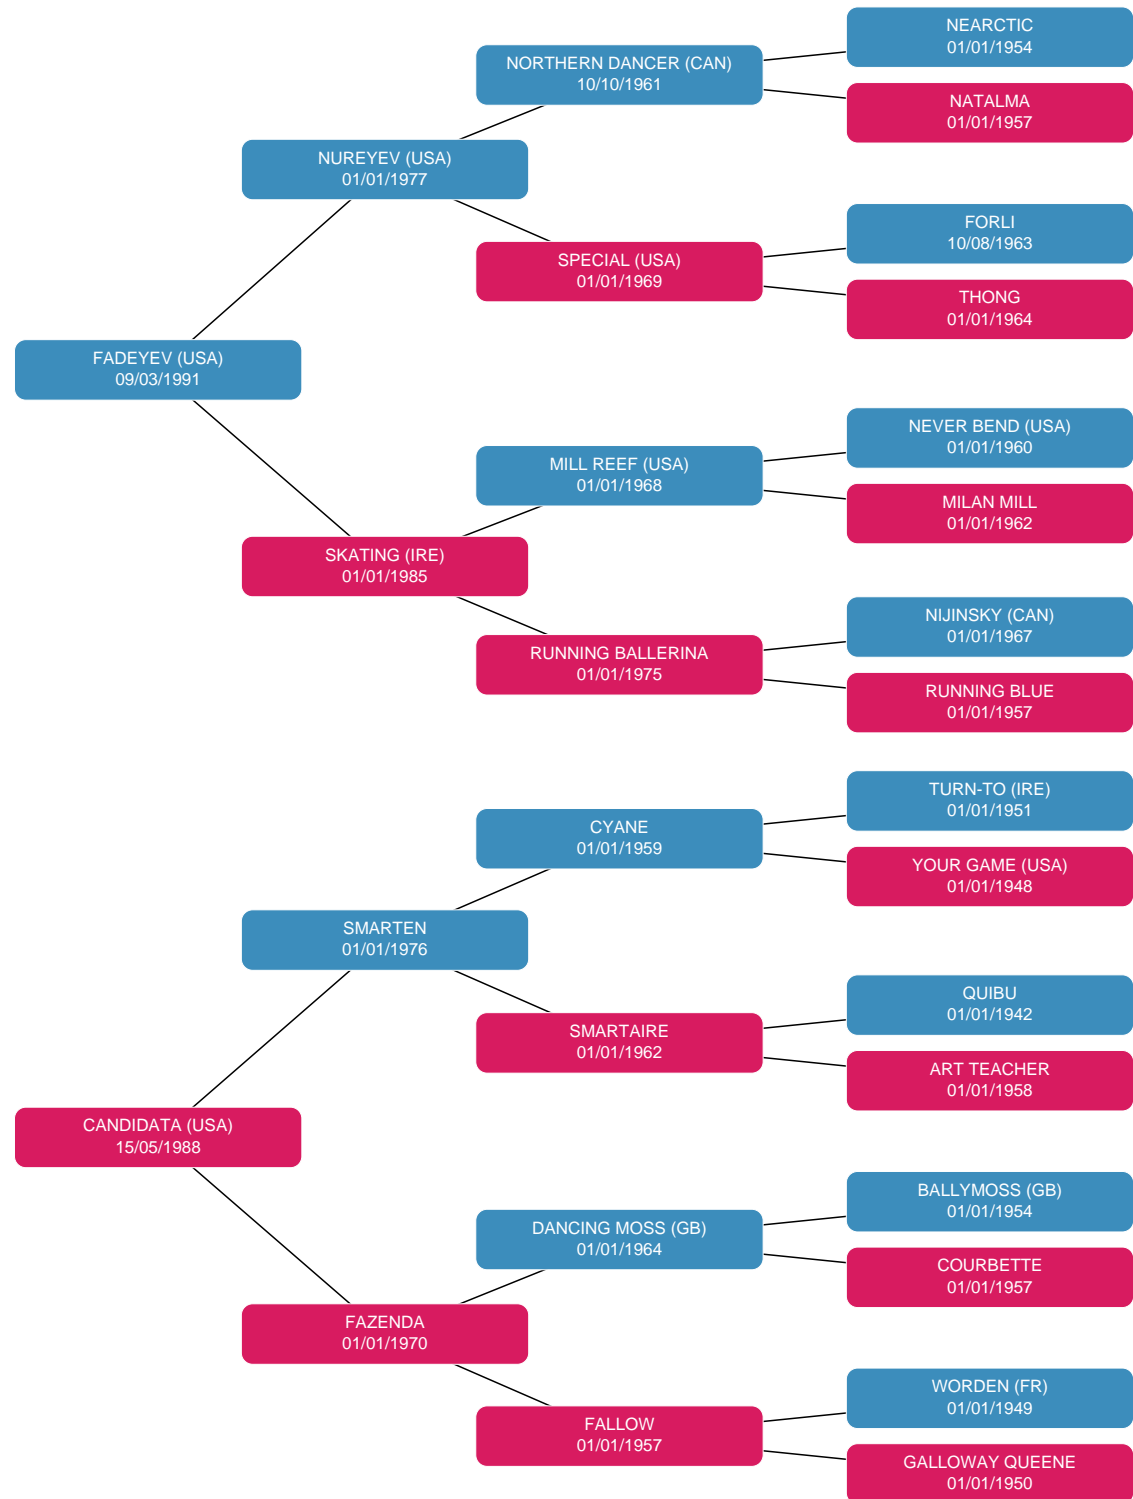 NEARCTIC
01/01/1954
NORTHERN DANCER (CAN)
10/10/1961
NATALMA
01/01/1957
NUREYEV (USA)
01/01/1977
FORLI
10/08/1963
SPECIAL (USA)
01/01/1969
THONG
01/01/1964
FADEYEV (USA)
09/03/1991
NEVER BEND (USA)
01/01/1960
MILL REEF (USA)
01/01/1968
MILAN MILL
01/01/1962
SKATING (IRE)
01/01/1985
NIJINSKY (CAN)
01/01/1967
RUNNING BALLERINA
01/01/1975
RUNNING BLUE
01/01/1957
TURN-TO (IRE)
01/01/1951
CYANE
01/01/1959
YOUR GAME (USA)
01/01/1948
SMARTEN
01/01/1976
QUIBU
01/01/1942
SMARTAIRE
01/01/1962
ART TEACHER
01/01/1958
CANDIDATA (USA)
15/05/1988
BALLYMOSS (GB)
01/01/1954
DANCING MOSS (GB)
01/01/1964
COURBETTE
01/01/1957
FAZENDA
01/01/1970
WORDEN (FR)
01/01/1949
FALLOW
01/01/1957
GALLOWAY QUEENE
01/01/1950